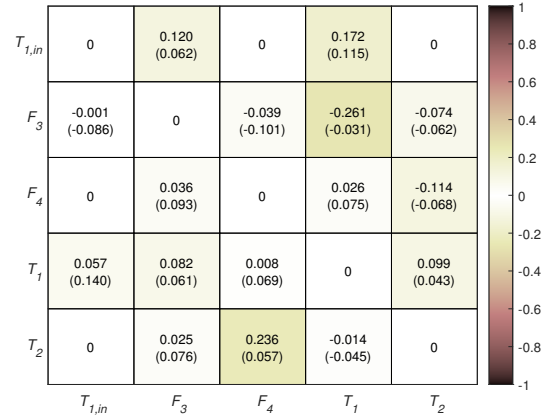 T1,in 0 0.120 0 0.172 0
(0.062) (0.115)
F3 -0.001 0 -0.039 -0.261 -0.074
(-0.086) (-0.101) (-0.031) (-0.062)
F4 0 0.036 0 0.026 -0.114
(0.093) (0.075) (-0.068)
T1 0.057 0.082 0.008 0 0.099
(0.140) (0.061) (0.069) (0.043)
T2 0 0.025 0.236 -0.014 0
(0.076) (0.057) (-0.045)
T1,in F3 F4 T1 T2
1
0.8
0.6
0.4
0.2
0
-0.2
-0.4
-0.6
-0.8
-1